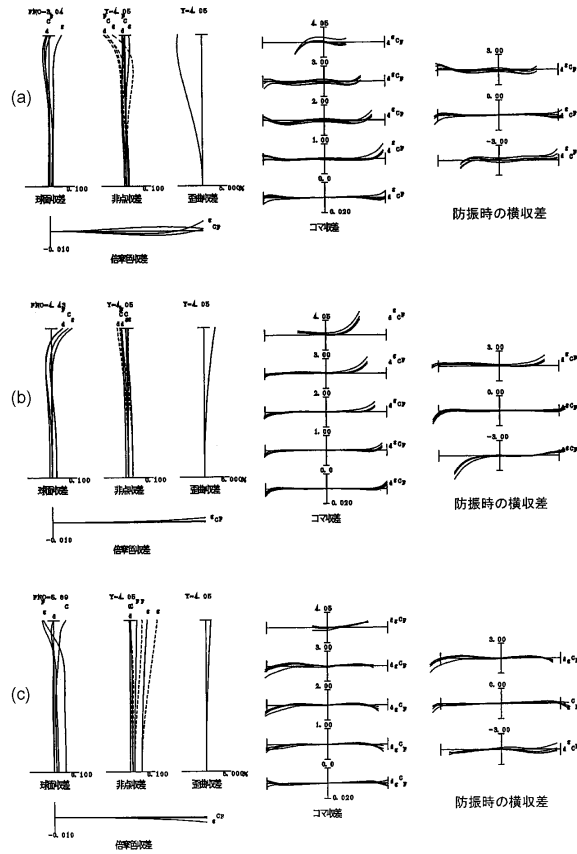 (a)
FNO=3.04
Y=4.05
Y=4.05
0.100
0.100
5.000%
球面収差
非点収差
歪曲収差
-0.010
倍率色収差
4.05
3.00
2.00
1.00
0.0
0.020
コマ収差
3.00
0.00
-3.00
防振時の横収差
(b)
FNO=4.43
Y=4.05
Y=4.05
0.100
0.100
5.000%
球面収差
非点収差
歪曲収差
-0.010
倍率色収差
4.05
3.00
2.00
1.00
0.0
0.020
コマ収差
3.00
0.00
-3.00
防振時の横収差
(c)
FNO=5.89
Y=4.05
Y=4.05
0.100
0.100
5.000%
球面収差
非点収差
歪曲収差
-0.010
倍率色収差
4.05
3.00
2.00
1.00
0.0
0.020
コマ収差
3.00
0.00
-3.00
防振時の横収差